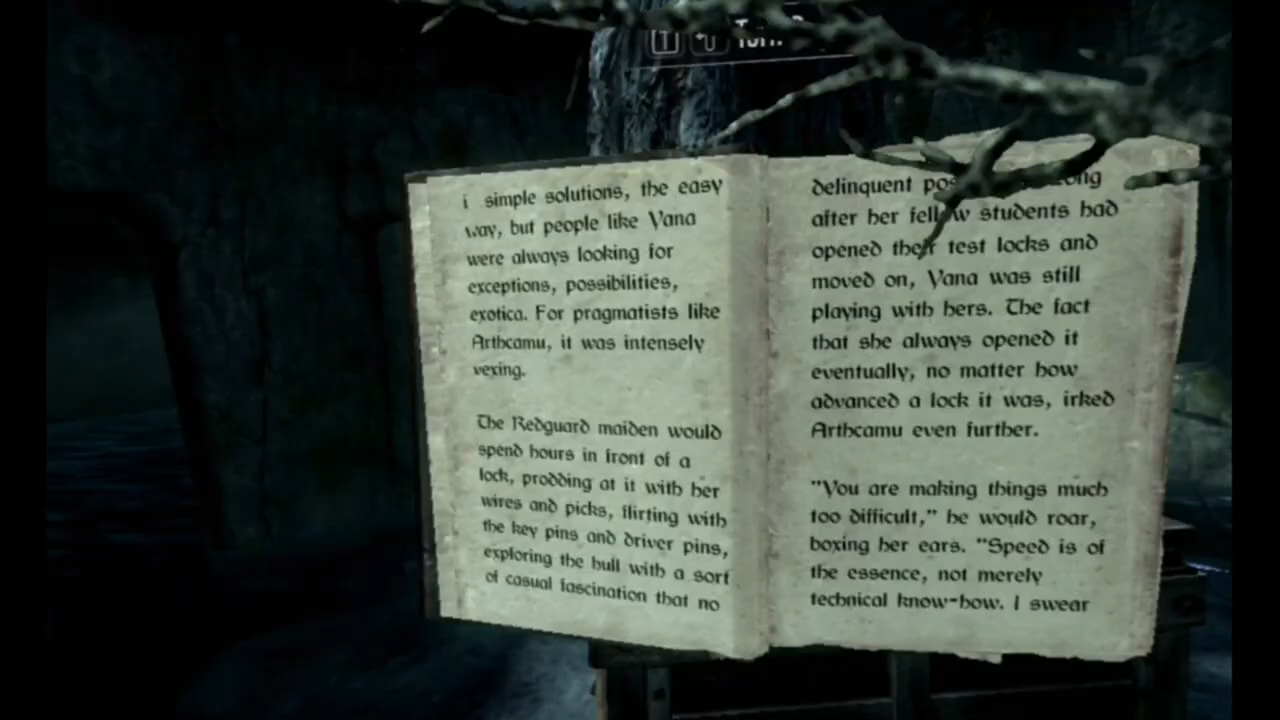 [T] Turn
simple solutions, the easy
way, but people like Yana
were always looking for
exceptions, possibilities,
exotica. For pragmatists like
Arthcamu, it was intensely
vexing.
The Redguard maiden would
spend hours in front of a
lock, prodding at it with her
wires and picks, flirting with
the key pins and driver pins,
exploring the hull with a sort
of casual fascination that no
delinquent
after her fellow students had
opened their test locks and
moved on, Yana was still
playing with hers. The fact
that she always opened it
eventually, no matter how
advanced a lock it was, irked
Arthcamu even further.
"You are making things much
too difficult," he would roar,
boxing her ears. "Speed is of
the essence, not merely
technical know-how. I swear